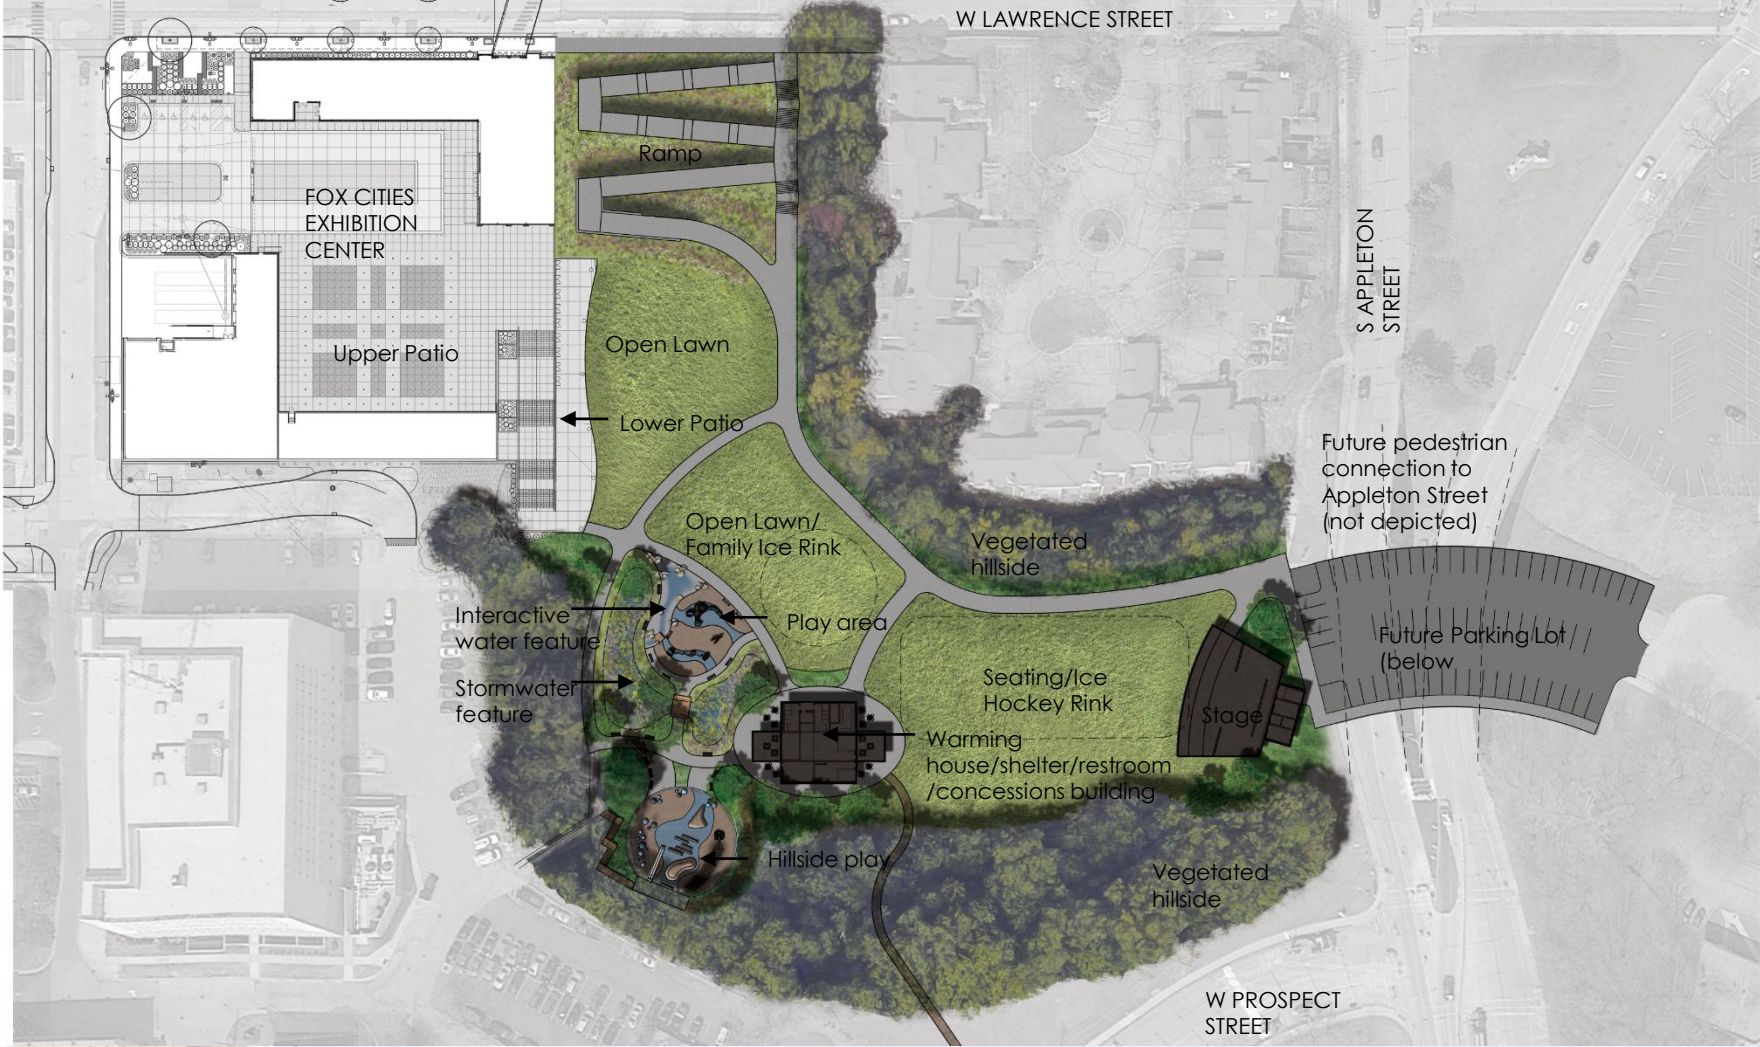 W LAWRENCE STREET
Ramp
FOX CITIES
EXHIBITION
CENTER
S APPLETON
STREET
Upper Patio
Open Lawn
Lower Patio
Future pedestrian
connection to
Appleton Street
(not depicted)
Open Lawn/
Family Ice Rink
Vegetated
hillside
Interactive
water feature
Play area
Future Parking Lot
(below
Stormwater
feature
Seating/Ice
Hockey Rink
Stage
Warming
house/shelter/restroom
/concessions building
Hillside play
Vegetated
hillside
W PROSPECT
STREET